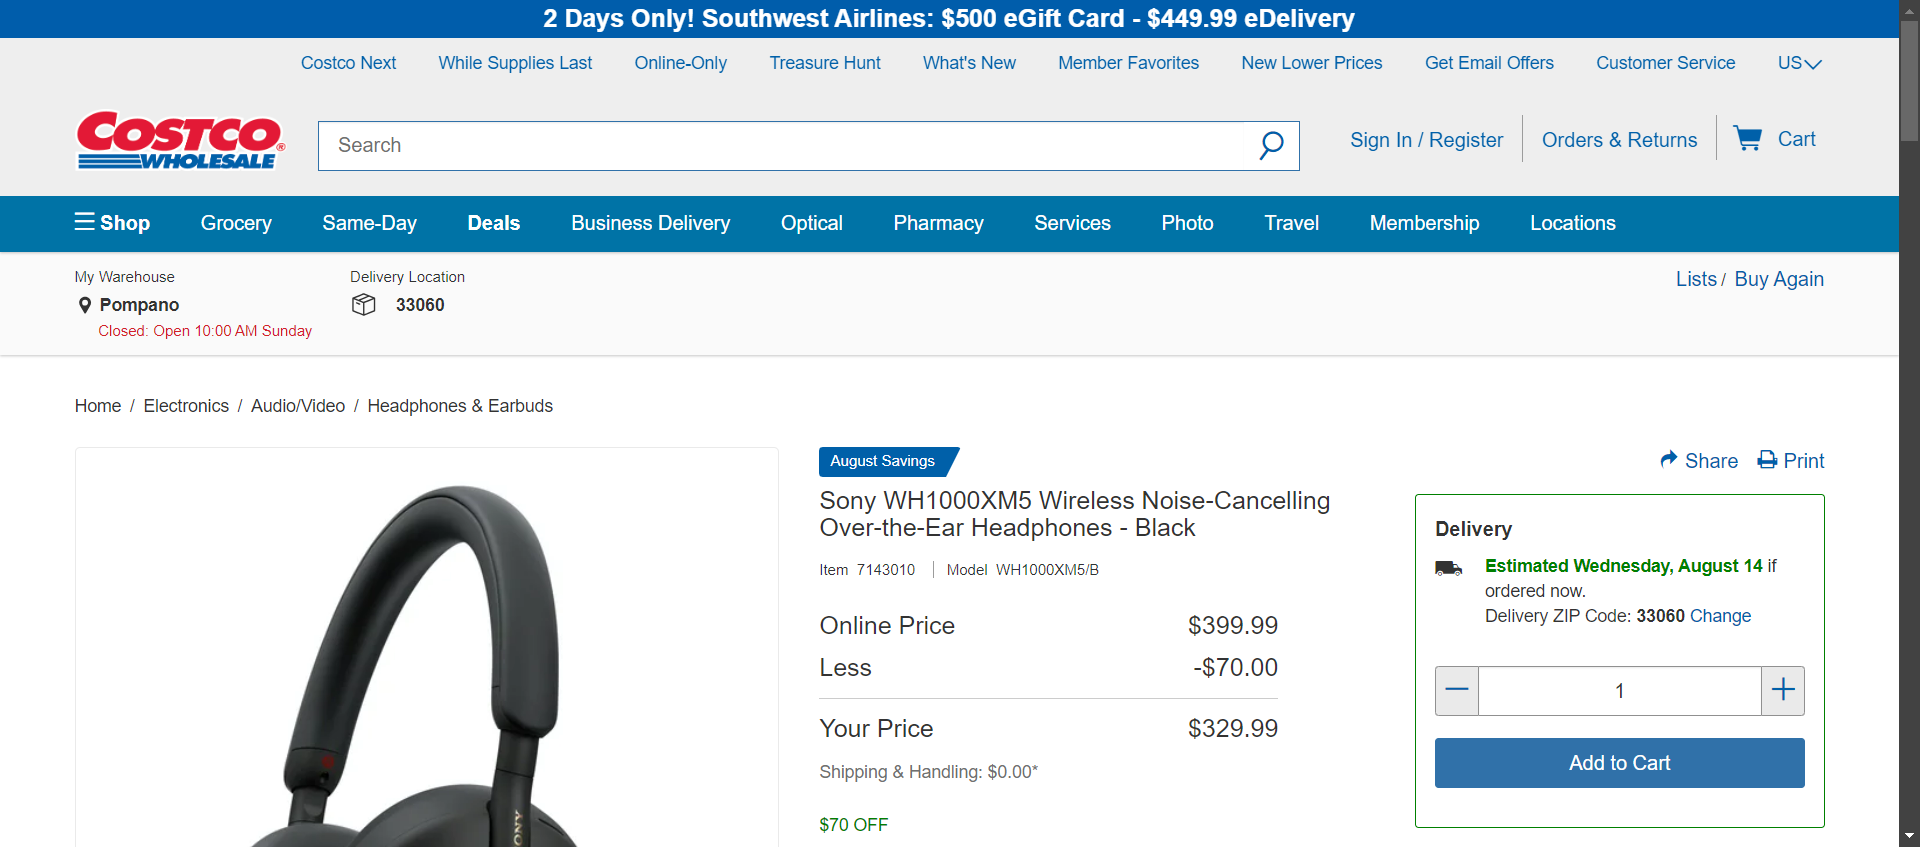 2 Days Only! Southwest Airlines: $500 eGift Card - $449.99 eDelivery
Costco Next While Supplies Last Online-Only Treasure Hunt What's New Member Favorites New Lower Prices Get Email Offers Customer Service US
COSTCO®
WHOLESALE
Search
Sign In / Register Orders & Returns Cart
Shop Grocery Same-Day Deals Business Delivery Optical Pharmacy Services Photo Travel Membership Locations
My Warehouse
Pompano
Closed: Open 10:00 AM Sunday
Delivery Location
33060
Lists / Buy Again
Home / Electronics / Audio/Video / Headphones & Earbuds
SONY
August Savings
Share Print
Sony WH1000XM5 Wireless Noise-Cancelling
Over-the-Ear Headphones - Black
Item 7143010 | Model WH1000XM5/B
Online Price $399.99
Less -$70.00
Your Price $329.99
Shipping & Handling: $0.00*
$70 OFF
Delivery
Estimated Wednesday, August 14 if
ordered now.
Delivery ZIP Code: 33060 Change
1
Add to Cart